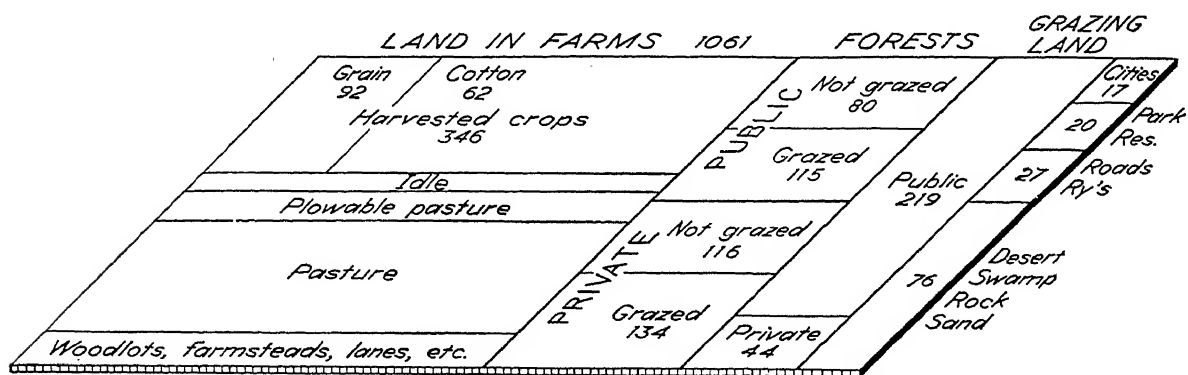 LAND IN FARMS 1061
FORESTS
GRAZING
LAND
Grain
92
Cotton
62
Harvested crops
346
Idle
Plowable pasture
Pasture
Woodlots, farmsteads, lanes, etc.
PUBLIC
Not grazed
80
Grazed
115
PRIVATE
Not grazed
116
Grazed
134
Public
219
Private
44
Cities
17
20
Park
Res.
27
Roads
Ry's
76
Desert
Swamp
Rock
Sand